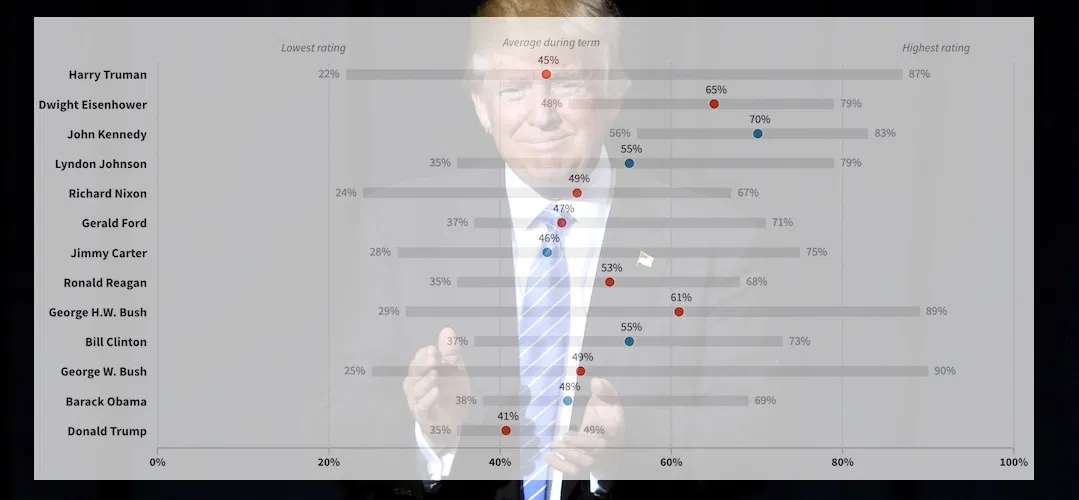 Lowest rating Average during term Highest rating
45%
Harry Truman 22% 87%
65%
Dwight Eisenhower 48% 79%
70%
John Kennedy 56% 83%
55%
Lyndon Johnson 35% 79%
49%
Richard Nixon 24% 67%
47%
Gerald Ford 37% 71%
46%
Jimmy Carter 28% 75%
53%
Ronald Reagan 35% 68%
61%
George H.W. Bush 29% 89%
55%
Bill Clinton 37% 73%
49%
George W. Bush 25% 90%
48%
Barack Obama 38% 69%
41%
Donald Trump 35% 49%
0% 20% 40% 60% 80% 100%